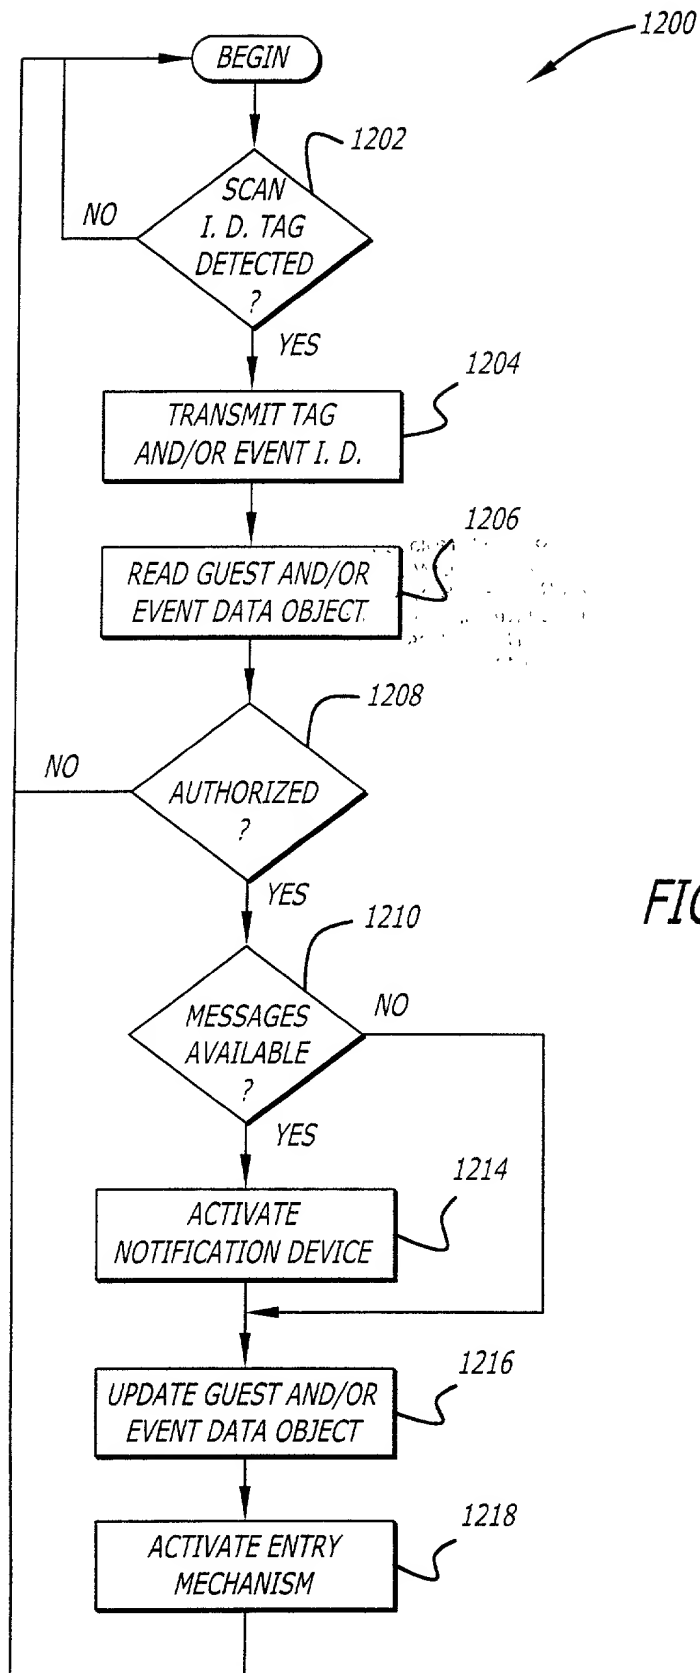 1200
BEGIN
1202
SCAN
I. D. TAG
DETECTED
?
NO
YES
1204
TRANSMIT TAG
AND/OR EVENT I. D.
1206
READ GUEST AND/OR
EVENT DATA OBJECT
1208
NO
AUTHORIZED
?
YES
1210
NO
MESSAGES
AVAILABLE
?
YES
FIG
1214
ACTIVATE
NOTIFICATION DEVICE
1216
UPDATE GUEST AND/OR
EVENT DATA OBJECT
1218
ACTIVATE ENTRY
MECHANISM